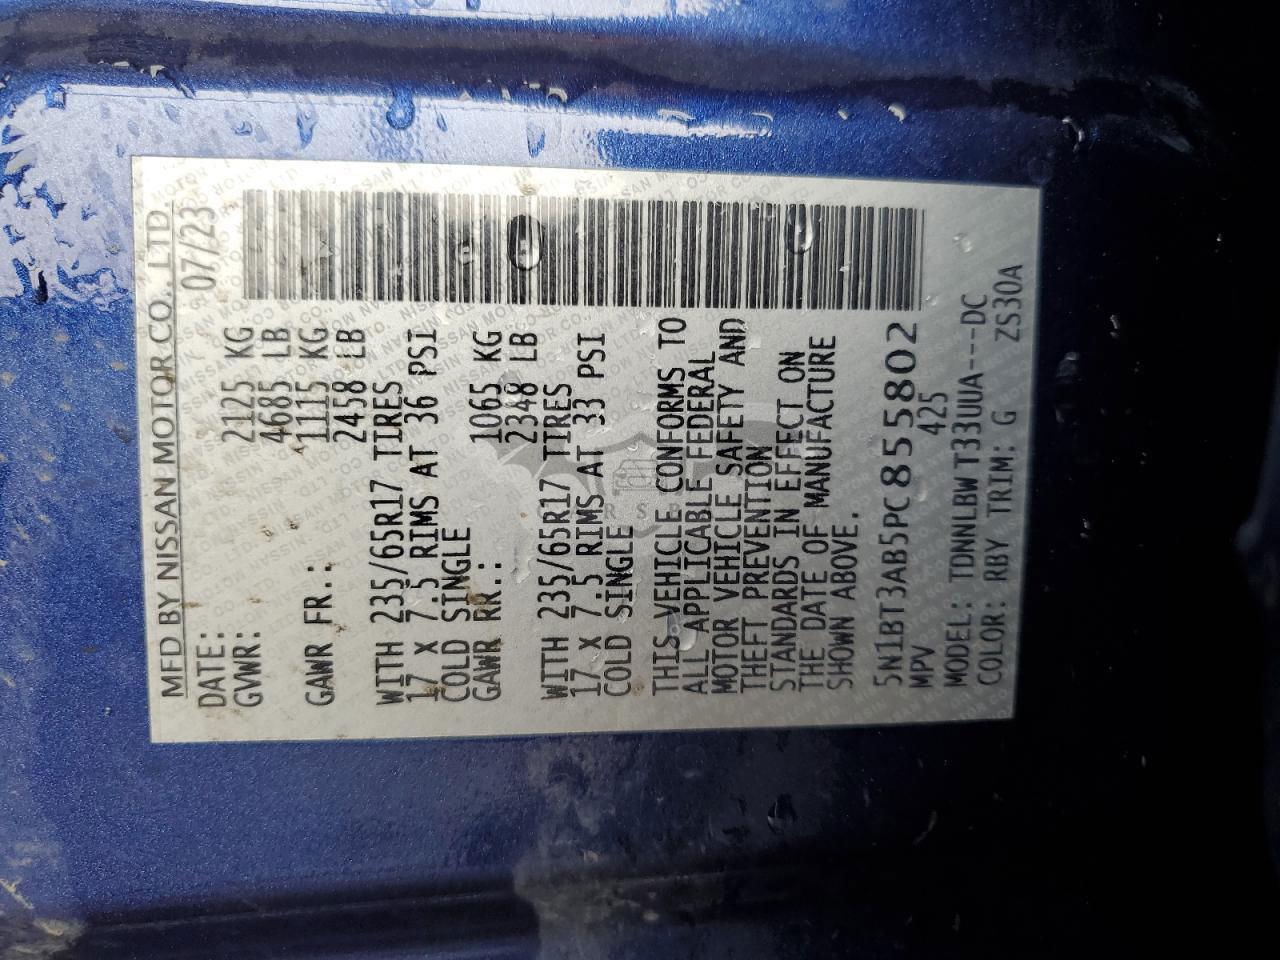 MFD BY NISSAN MOTOR CO., LTD.
DATE: 07/23
GVWR: 2125 KG
4685 LB
GAWR FR.: 1115 KG
2458 LB
WITH 235/65R17 TIRES
17 X 7.5 RIMS AT 36 PSI
COLD SINGLE
GAWR RR.: 1065 KG
2348 LB
WITH 235/65R17 TIRES
17 X 7.5 RIMS AT 33 PSI
COLD SINGLE
THIS VEHICLE CONFORMS TO
ALL APPLICABLE FEDERAL
MOTOR VEHICLE SAFETY AND
THEFT PREVENTION
STANDARDS IN EFFECT ON
THE DATE OF MANUFACTURE
SHOWN ABOVE.
5N1BT3AB5PC855802
MPV 425
MODEL: TDNNLBW T33UUA---DC
COLOR: RBY TRIM: G ZS30A